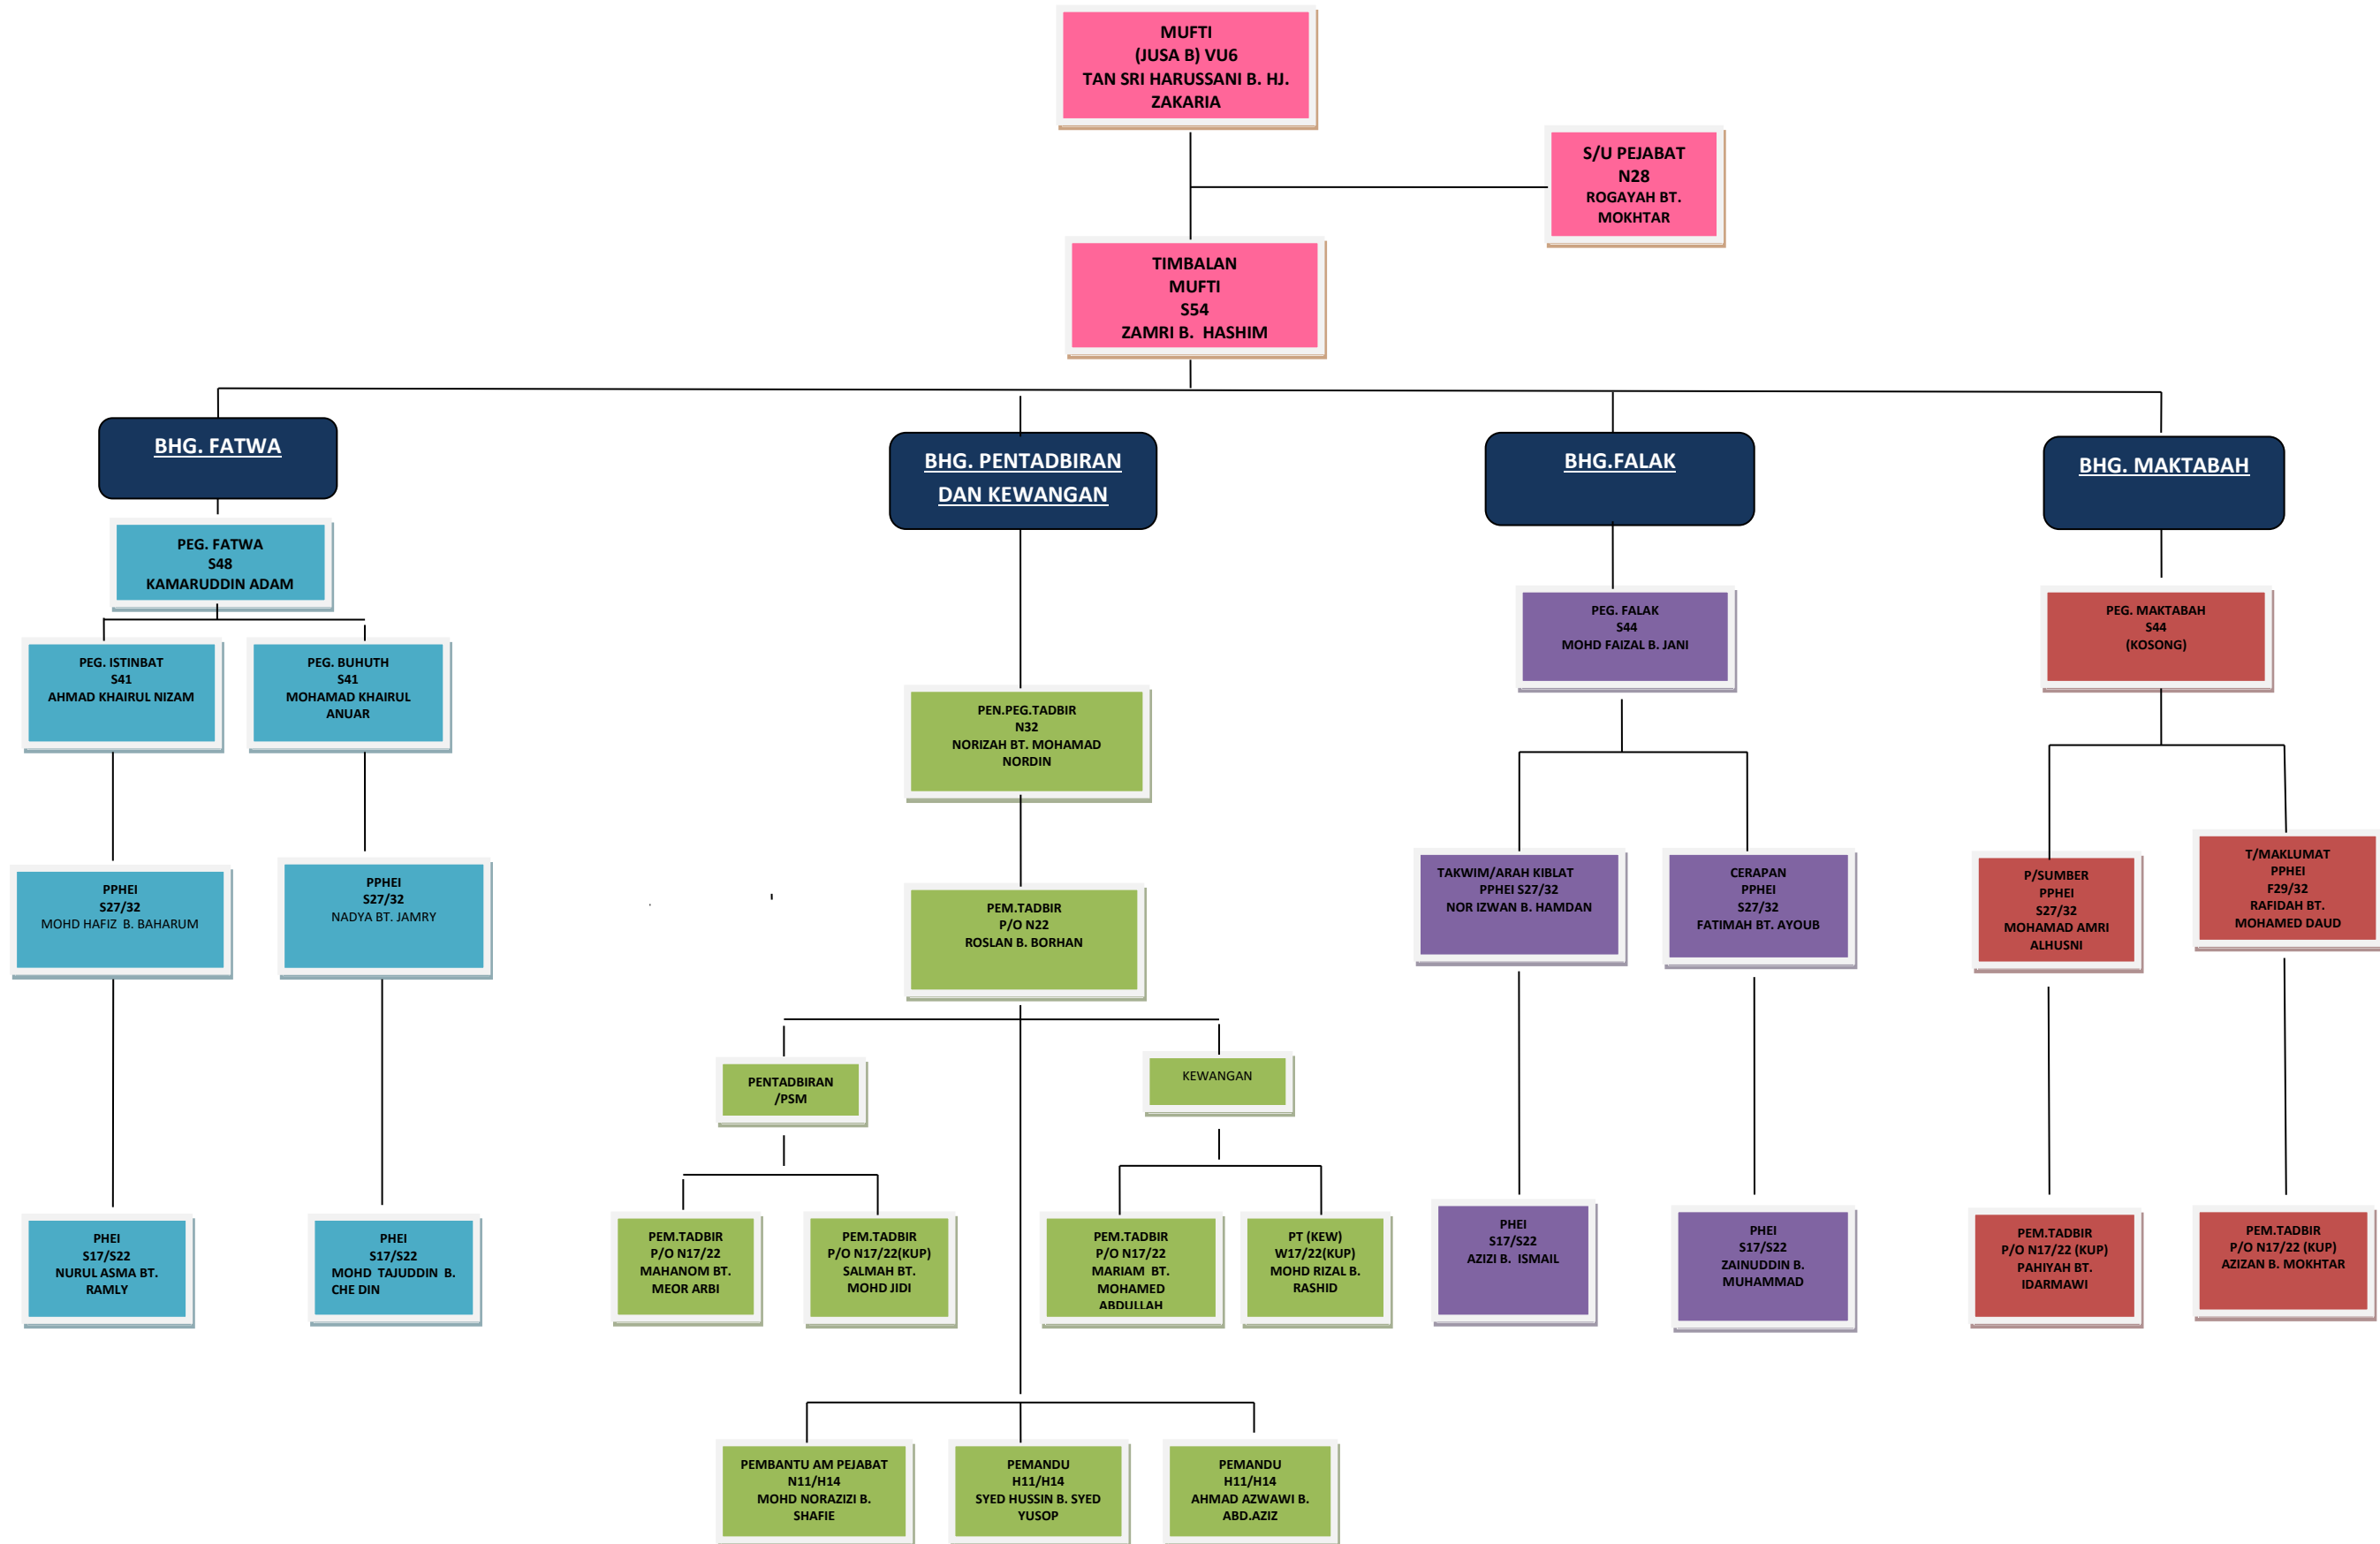 MUFTI
(JUSA B) VU6
TAN SRI HARUSSANI B. HJ.
ZAKARIA
S/U PEJABAT
N28
ROGAYAH BT.
MOKHTAR
TIMBALAN
MUFTI
S54
ZAMRI B. HASHIM
BHG. FATWA
BHG. PENTADBIRAN
DAN KEWANGAN
BHG.FALAK
BHG. MAKTABAH
PEG. FATWA
S48
KAMARUDDIN ADAM
PEG. ISTINBAT
S41
AHMAD KHAIRUL NIZAM
PEG. BUHUTH
S41
MOHAMAD KHAIRUL
ANUAR
PEN.PEG.TADBIR
N32
NORIZAH BT. MOHAMAD
NORDIN
PEG. FALAK
S44
MOHD FAIZAL B. JANI
PEG. MAKTABAH
S44
(KOSONG)
PPHEI
S27/32
MOHD HAFIZ B. BAHARUM
PPHEI
S27/32
NADYA BT. JAMRY
PEM.TADBIR
P/O N22
ROSLAN B. BORHAN
TAKWIM/ARAH KIBLAT
PPHEI S27/32
NOR IZWAN B. HAMDAN
CERAPAN
PPHEI
S27/32
FATIMAH BT. AYOUB
P/SUMBER
PPHEI
S27/32
MOHAMAD AMRI
ALHUSNI
T/MAKLUMAT
PPHEI
F29/32
RAFIDAH BT.
MOHAMED DAUD
PENTADBIRAN
/PSM
KEWANGAN
PHEI
S17/S22
NURUL ASMA BT.
RAMLY
PHEI
S17/S22
MOHD TAJUDDIN B.
CHE DIN
PEM.TADBIR
P/O N17/22
MAHANOM BT.
MEOR ARBI
PEM.TADBIR
P/O N17/22(KUP)
SALMAH BT.
MOHD JIDI
PEM.TADBIR
P/O N17/22
MARIAM BT.
MOHAMED
ABDULLAH
PT (KEW)
W17/22(KUP)
MOHD RIZAL B.
RASHID
PHEI
S17/S22
AZIZI B. ISMAIL
PHEI
S17/S22
ZAINUDDIN B.
MUHAMMAD
PEM.TADBIR
P/O N17/22 (KUP)
PAHIYAH BT.
IDARMAWI
PEM.TADBIR
P/O N17/22 (KUP)
AZIZAN B. MOKHTAR
PEMBANTU AM PEJABAT
N11/H14
MOHD NORAZIZI B.
SHAFIE
PEMANDU
H11/H14
SYED HUSSIN B. SYED
YUSOP
PEMANDU
H11/H14
AHMAD AZWAWI B.
ABD.AZIZ